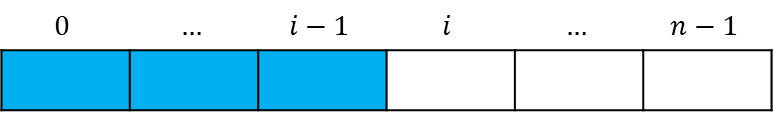 0 ... i − 1 i ... n − 1